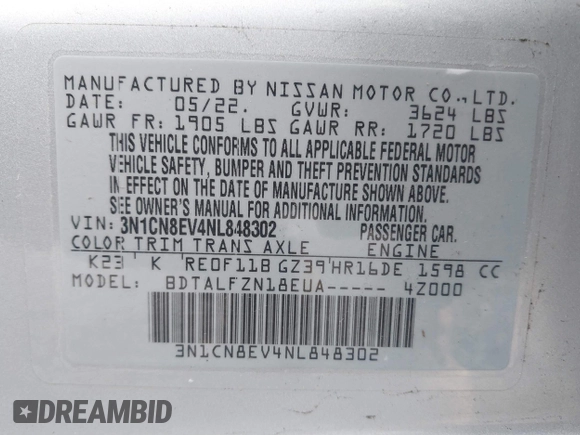 MANUFACTURED BY NISSAN MOTOR CO.,LTD.
DATE: 05/22. GVWR: 3624 LBS
GAWR FR: 1905 LBS GAWR RR: 1720 LBS
THIS VEHICLE CONFORMS TO ALL APPLICABLE FEDERAL MOTOR
VEHICLE SAFETY, BUMPER AND THEFT PREVENTION STANDARDS
IN EFFECT ON THE DATE OF MANUFACTURE SHOWN ABOVE.
SEE OWNER'S MANUAL FOR ADDITIONAL INFORMATION.
VIN: 3N1CN8EV4NL848302 PASSENGER CAR.
COLOR TRIM TRANS AXLE ENGINE
K23 K RE0F11B GZ39 HR16DE 1598 CC
MODEL: BDTALFZN18EUA----- 4Z000
3N1CN8EV4NL848302
DREAMBID